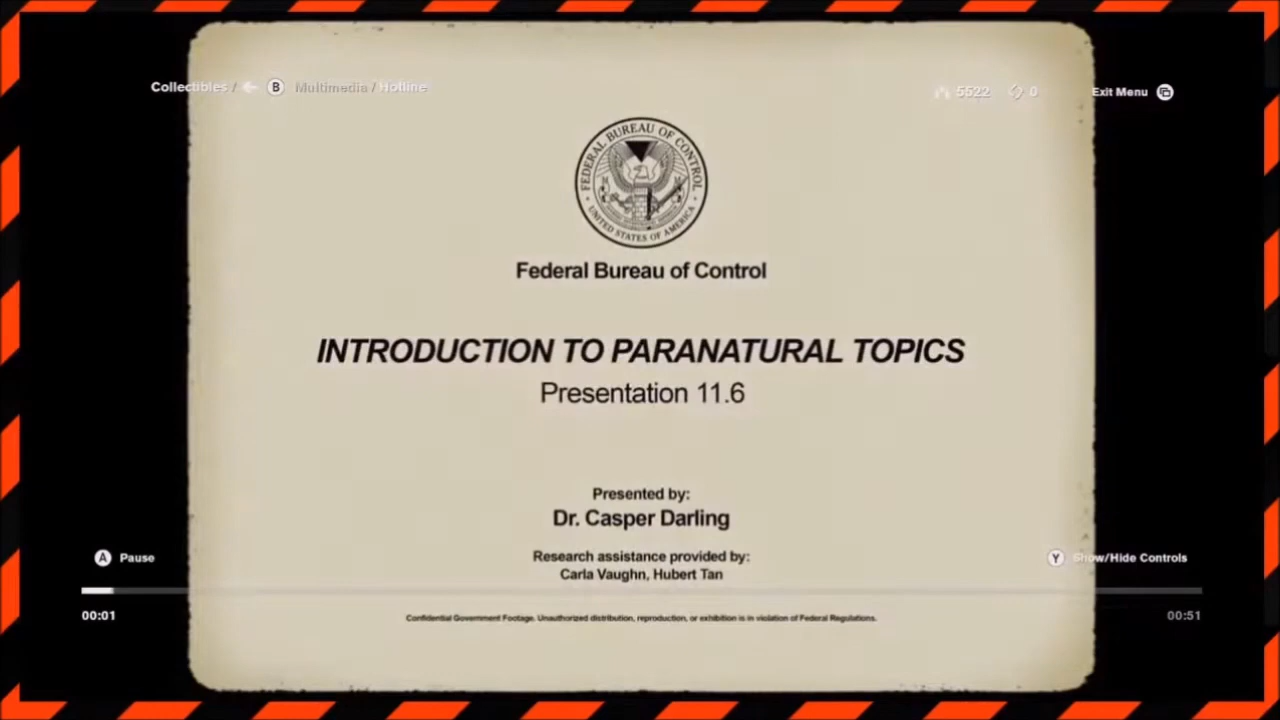 Collectibles / B Multimedia / Hotline
5522 0 Exit Menu
FEDERAL BUREAU OF CONTROL
UNITED STATES OF AMERICA
Federal Bureau of Control
INTRODUCTION TO PARANATURAL TOPICS
Presentation 11.6
Presented by:
Dr. Casper Darling
Research assistance provided by:
Carla Vaughn, Hubert Tan
A Pause
Y Show/Hide Controls
00:01
00:51
Confidential Government Footage. Unauthorized distribution, reproduction, or exhibition is in violation of Federal Regulations.